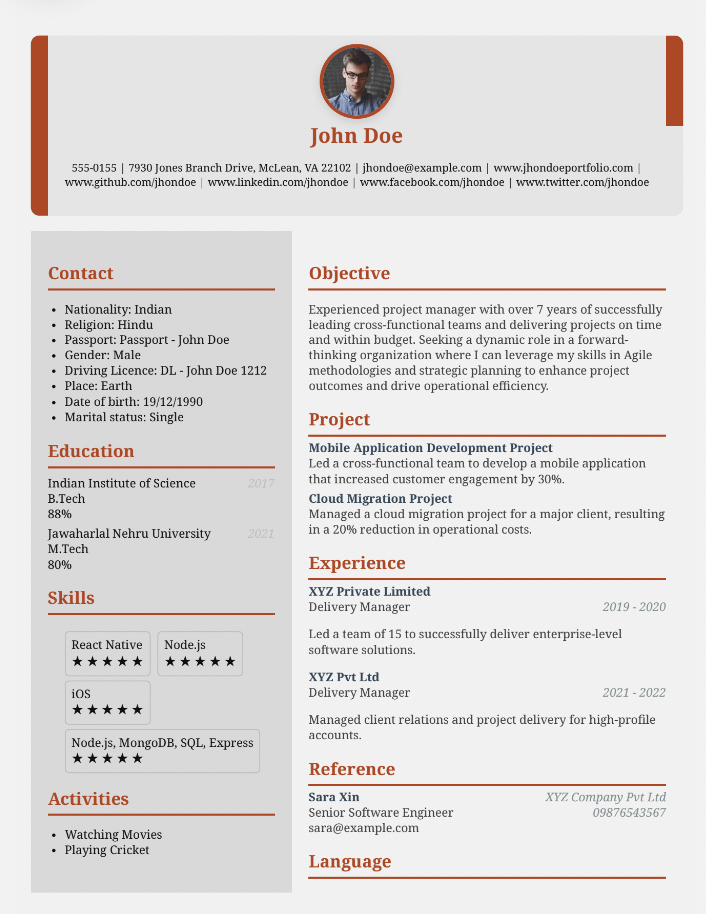 John Doe
555-0155 | 7930 Jones Branch Drive, McLean, VA 22102 | jhondoe@example.com | www.jhondoeportfolio.com |
www.github.com/jhondoe | www.linkedin.com/jhondoe | www.facebook.com/jhondoe | www.twitter.com/jhondoe
Contact
• Nationality: Indian
• Religion: Hindu
• Passport: Passport - John Doe
• Gender: Male
• Driving Licence: DL - John Doe 1212
• Place: Earth
• Date of birth: 19/12/1990
• Marital status: Single
Education
Indian Institute of Science 2017
B.Tech
88%
Jawaharlal Nehru University 2021
M.Tech
80%
Skills
React Native Node.js
★★★★★ ★★★★★
iOS
★★★★★
Node.js, MongoDB, SQL, Express
★★★★★
Activities
• Watching Movies
• Playing Cricket
Objective
Experienced project manager with over 7 years of successfully
leading cross-functional teams and delivering projects on time
and within budget. Seeking a dynamic role in a forward-
thinking organization where I can leverage my skills in Agile
methodologies and strategic planning to enhance project
outcomes and drive operational efficiency.
Project
Mobile Application Development Project
Led a cross-functional team to develop a mobile application
that increased customer engagement by 30%.
Cloud Migration Project
Managed a cloud migration project for a major client, resulting
in a 20% reduction in operational costs.
Experience
XYZ Private Limited
Delivery Manager 2019 - 2020
Led a team of 15 to successfully deliver enterprise-level
software solutions.
XYZ Pvt Ltd
Delivery Manager 2021 - 2022
Managed client relations and project delivery for high-profile
accounts.
Reference
Sara Xin XYZ Company Pvt Ltd
Senior Software Engineer 09876543567
sara@example.com
Language